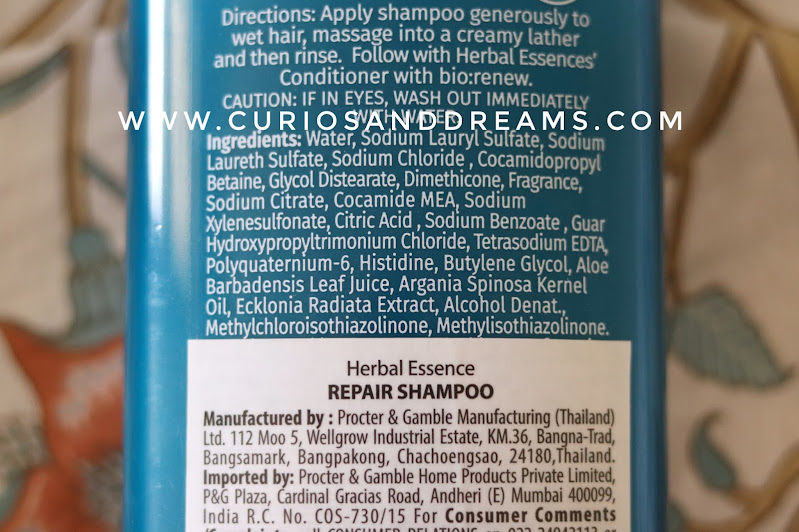 Directions: Apply shampoo generously to
wet hair, massage into a creamy lather
and then rinse. Follow with Herbal Essences'
Conditioner with bio:renew.
CAUTION: IF IN EYES, WASH OUT IMMEDIATELY
WITH WATER
WWW.CURIOSANDDREAMS.COM
Ingredients: Water, Sodium Lauryl Sulfate, Sodium
Laureth Sulfate, Sodium Chloride , Cocamidopropyl
Betaine, Glycol Distearate, Dimethicone, Fragrance,
Sodium Citrate, Cocamide MEA, Sodium
Xylenesulfonate, Citric Acid , Sodium Benzoate , Guar
Hydroxypropyltrimonium Chloride, Tetrasodium EDTA,
Polyquaternium-6, Histidine, Butylene Glycol, Aloe
Barbadensis Leaf Juice, Argania Spinosa Kernel
Oil, Ecklonia Radiata Extract, Alcohol Denat.,
Methylchloroisothiazolinone, Methylisothiazolinone.
Herbal Essence
REPAIR SHAMPOO
Manufactured by : Procter & Gamble Manufacturing (Thailand)
Ltd. 112 Moo 5, Wellgrow Industrial Estate, KM.36, Bangna-Trad,
Bangsamark, Bangpakong, Chachoengsao, 24180,Thailand.
Imported by: Procter & Gamble Home Products Private Limited,
P&G Plaza, Cardinal Gracias Road, Andheri (E) Mumbai 400099,
India R.C. No. COS-730/15 For Consumer Comments